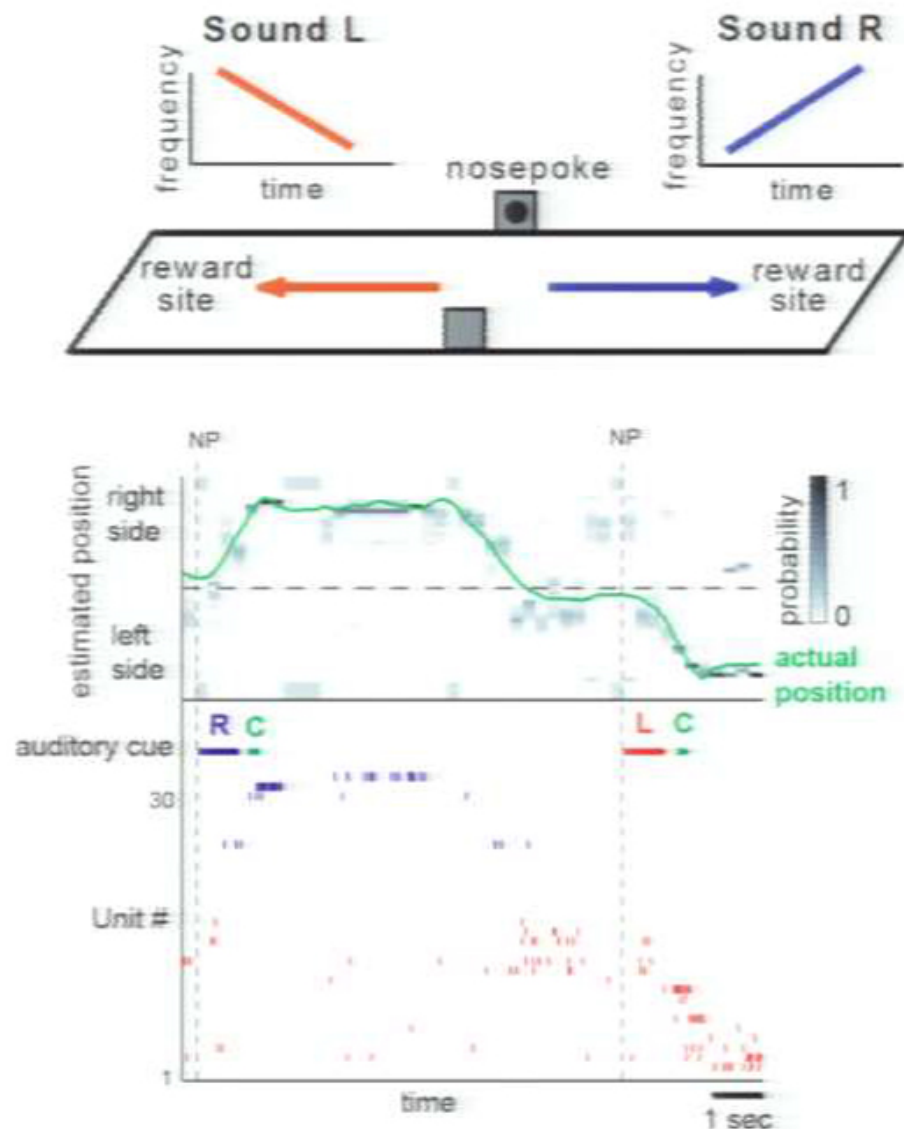 Sound L
Sound R
frequency
time
frequency
time
nosepoke
reward
site
reward
site
NP
NP
estimated position
right
side
left
side
probability
1
0
actual
position
auditory cue
R
C
L
C
30
Unit #
1
time
1 sec